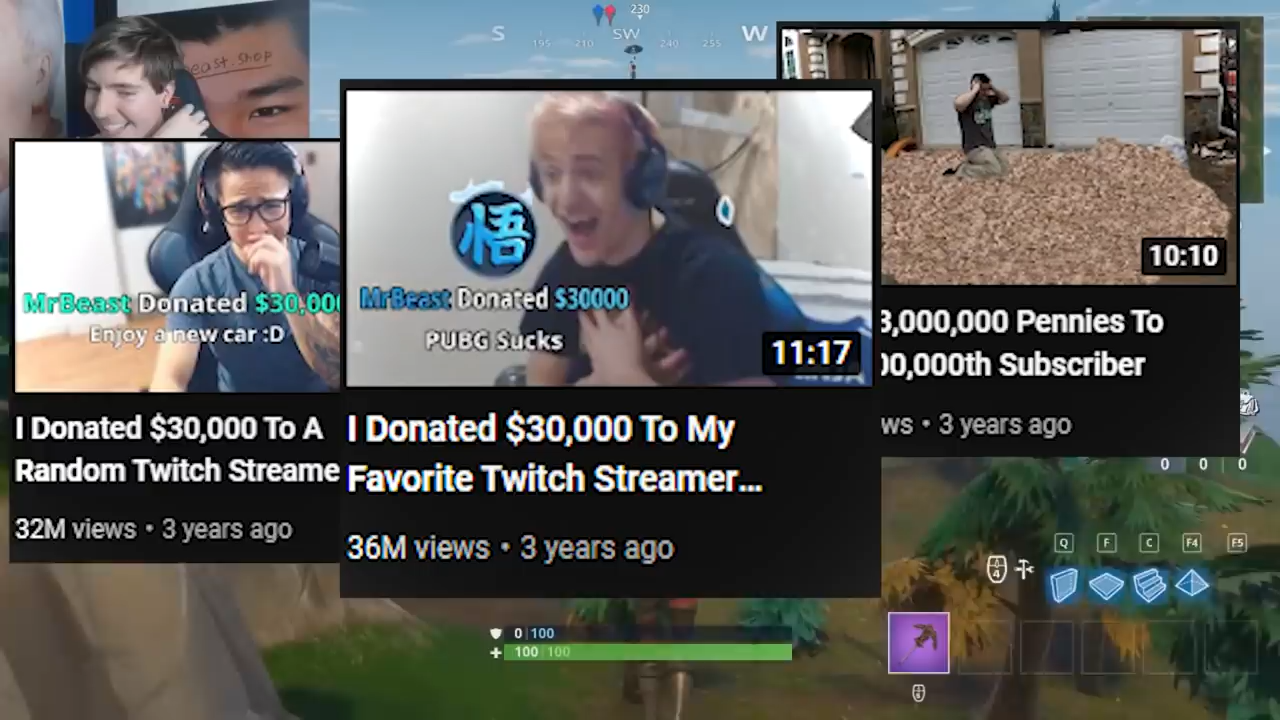 230
S 195 210 SW 240 255 W
east.shop
悟
MrBeast Donated $30,00
Enjoy a new car :D
I Donated $30,000 To A
Random Twitch Streame
32M views • 3 years ago
MrBeast Donated $30000
PUBG Sucks
11:17
I Donated $30,000 To My
Favorite Twitch Streamer...
36M views • 3 years ago
10:10
3,000,000 Pennies To
00,000th Subscriber
ws • 3 years ago
0 0 0
Q F C F4 F5
4
0 | 100
100 | 100